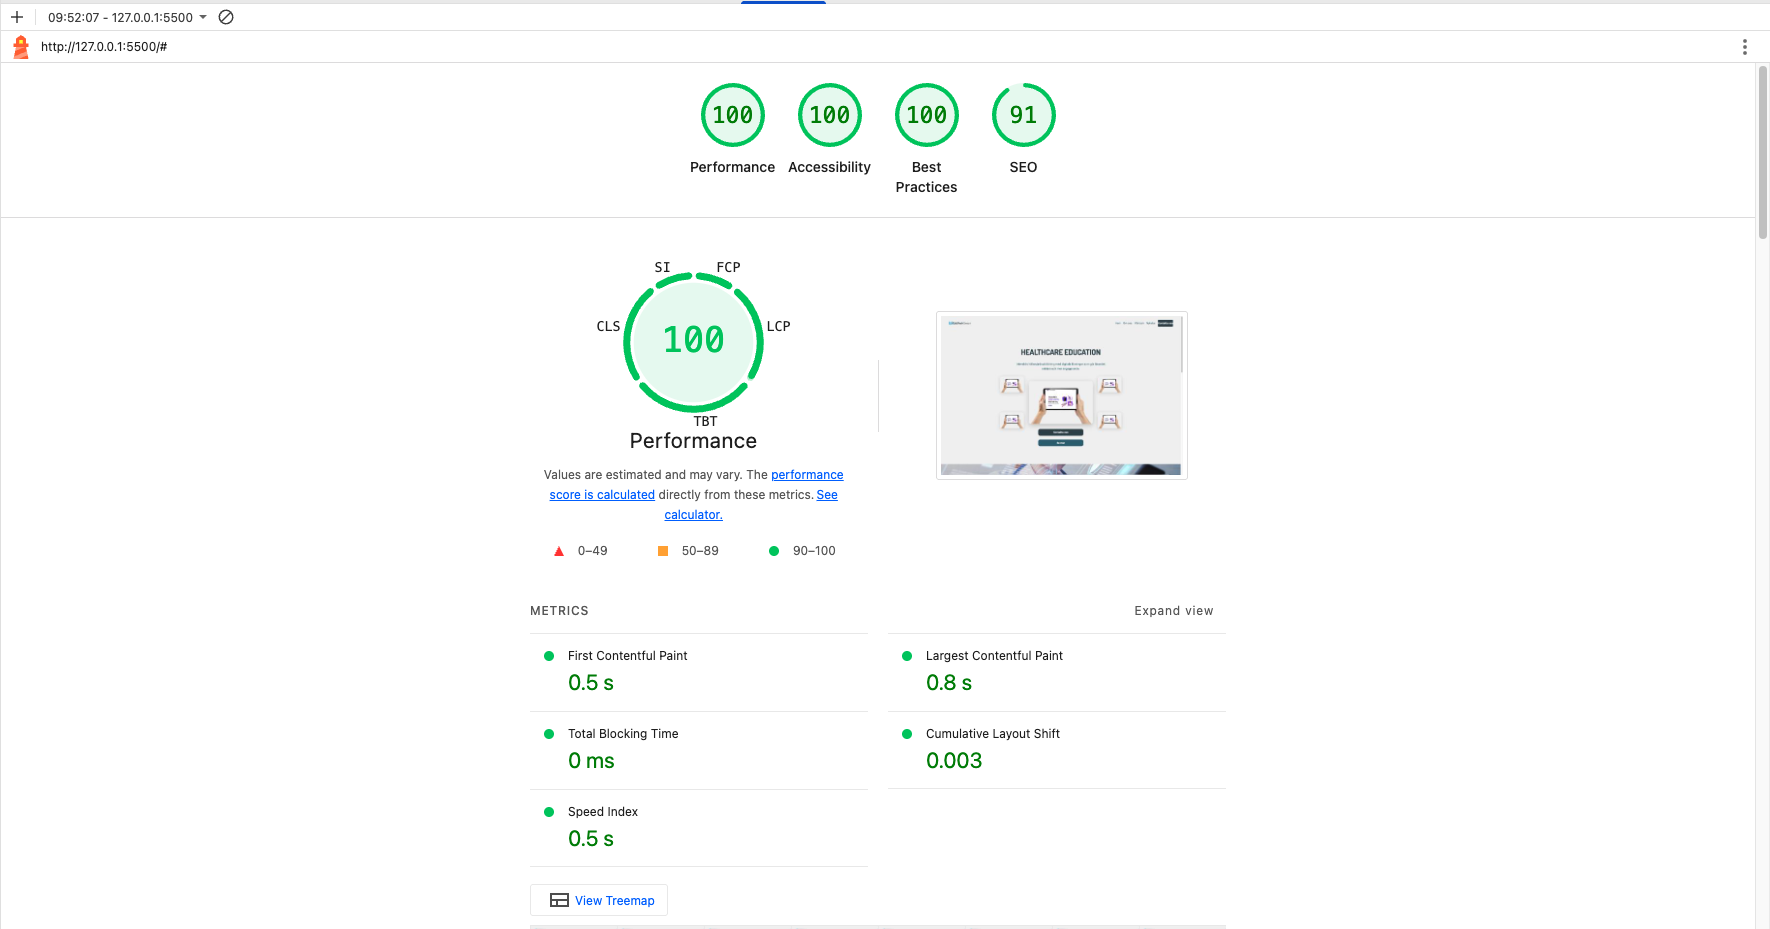 09:52:07 - 127.0.0.1:5500
http://127.0.0.1:5500/#
100
100
100
91
Performance
Accessibility
Best
Practices
SEO
SI
FCP
CLS
LCP
100
TBT
Performance
Values are estimated and may vary. The performance
score is calculated directly from these metrics. See
calculator.
0–49
50–89
90–100
HEALTHCARE EDUCATION
METRICS
Expand view
First Contentful Paint
0.5 s
Largest Contentful Paint
0.8 s
Total Blocking Time
0 ms
Cumulative Layout Shift
0.003
Speed Index
0.5 s
View Treemap